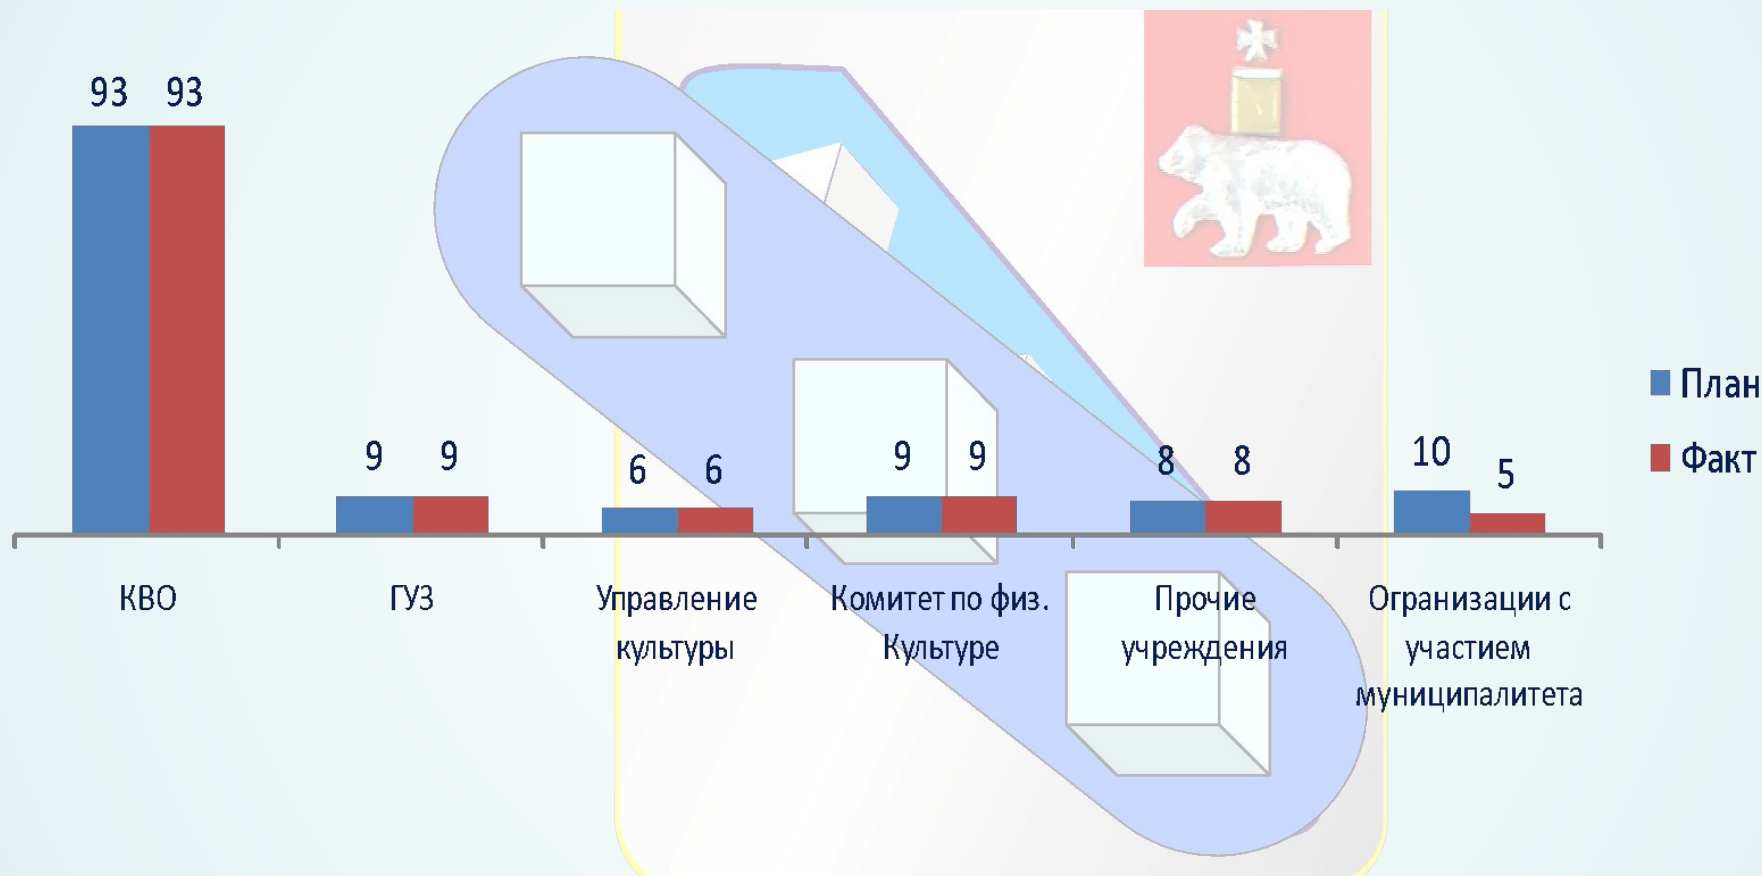 93 93
9 9
6 6
9 9
8 8
10 5
План
Факт
КВО
ГУЗ
Управление
культуры
Комитет по физ.
Культуре
Прочие
учреждения
Огранизации с
участием
муниципалитета